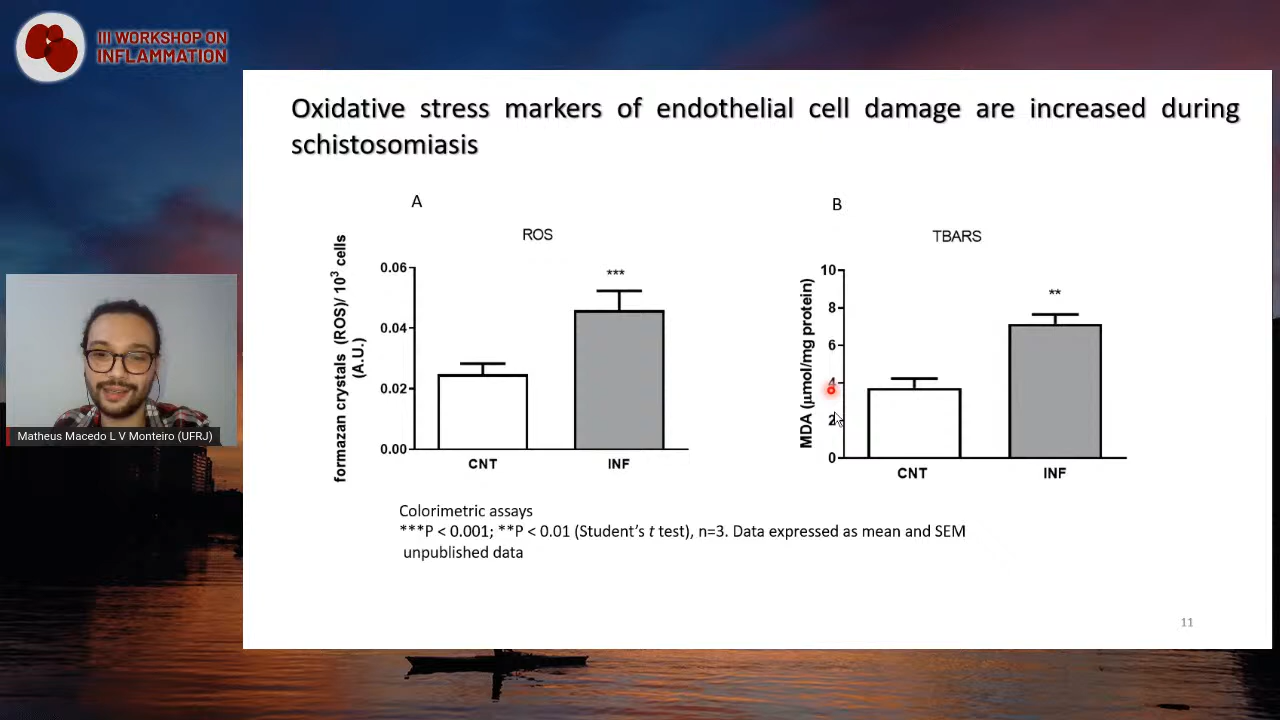 III WORKSHOP ON
INFLAMMATION
Oxidative stress markers of endothelial cell damage are increased during
schistosomiasis
A
ROS
formazan crystals (ROS)/ 10³ cells
(A.U.)
0.06
0.04
0.02
0.00
***
CNT
INF
B
TBARS
MDA (µmol/mg protein)
10
8
6
4
2
0
**
CNT
INF
Matheus Macedo L V Monteiro (UFRJ)
Colorimetric assays
***P < 0.001; **P < 0.01 (Student’s t test), n=3. Data expressed as mean and SEM
unpublished data
11